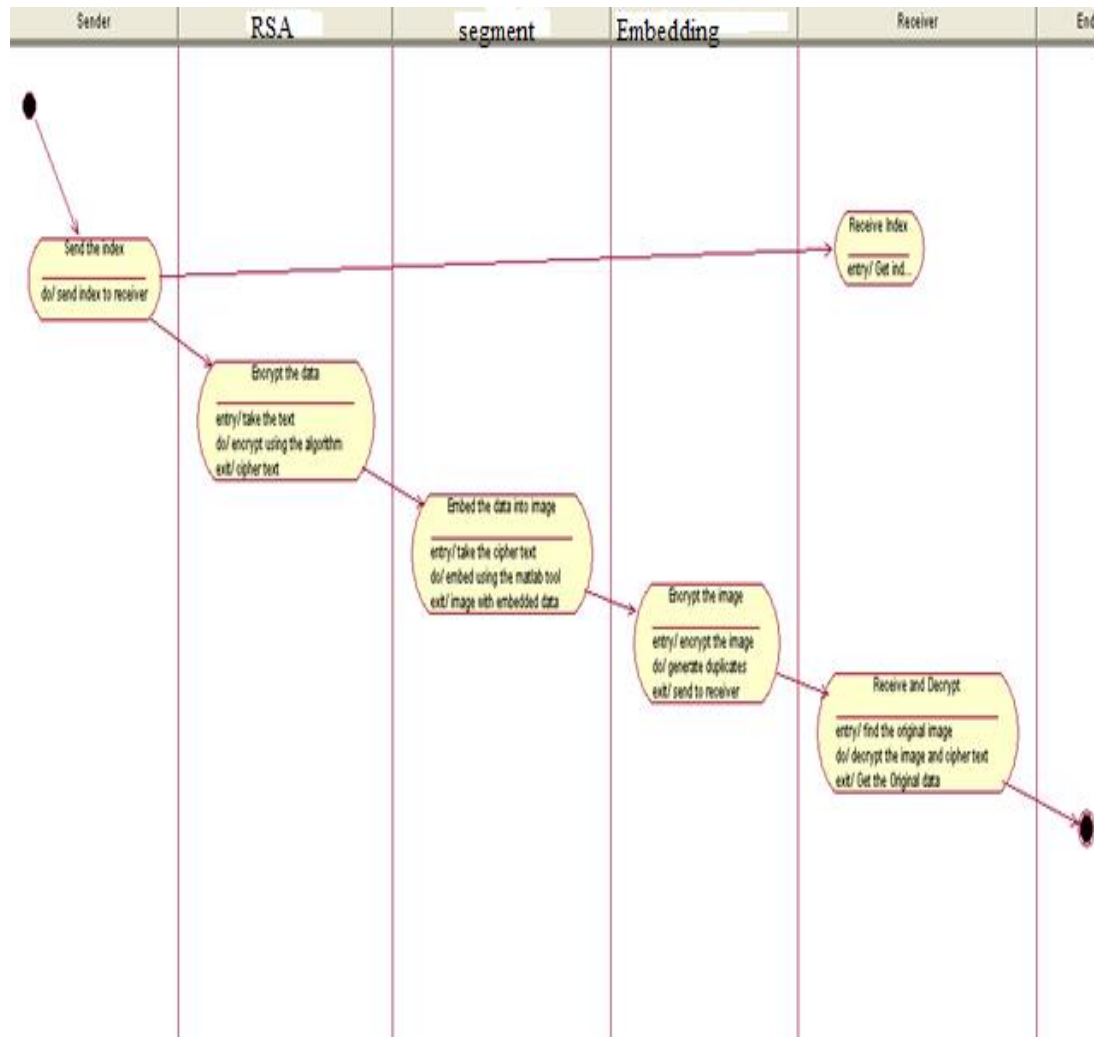 Sender
RSA
segment
Embedding
Receiver
End
Send the index
do/ send index to receiver
Receive Index
entry/ Get ind...
Encrypt the data
entry/ take the text
do/ encrypt using the algorithm
exit/ cipher text
Embed the data into image
entry/ take the cipher text
do/ embed using the matlab tool
exit/ image with embedded data
Encrypt the image
entry/ encrypt the image
do/ generate duplicates
exit/ send to receiver
Receive and Decrypt
entry/ find the original image
do/ decrypt the image and cipher text
exit/ Get the Original data